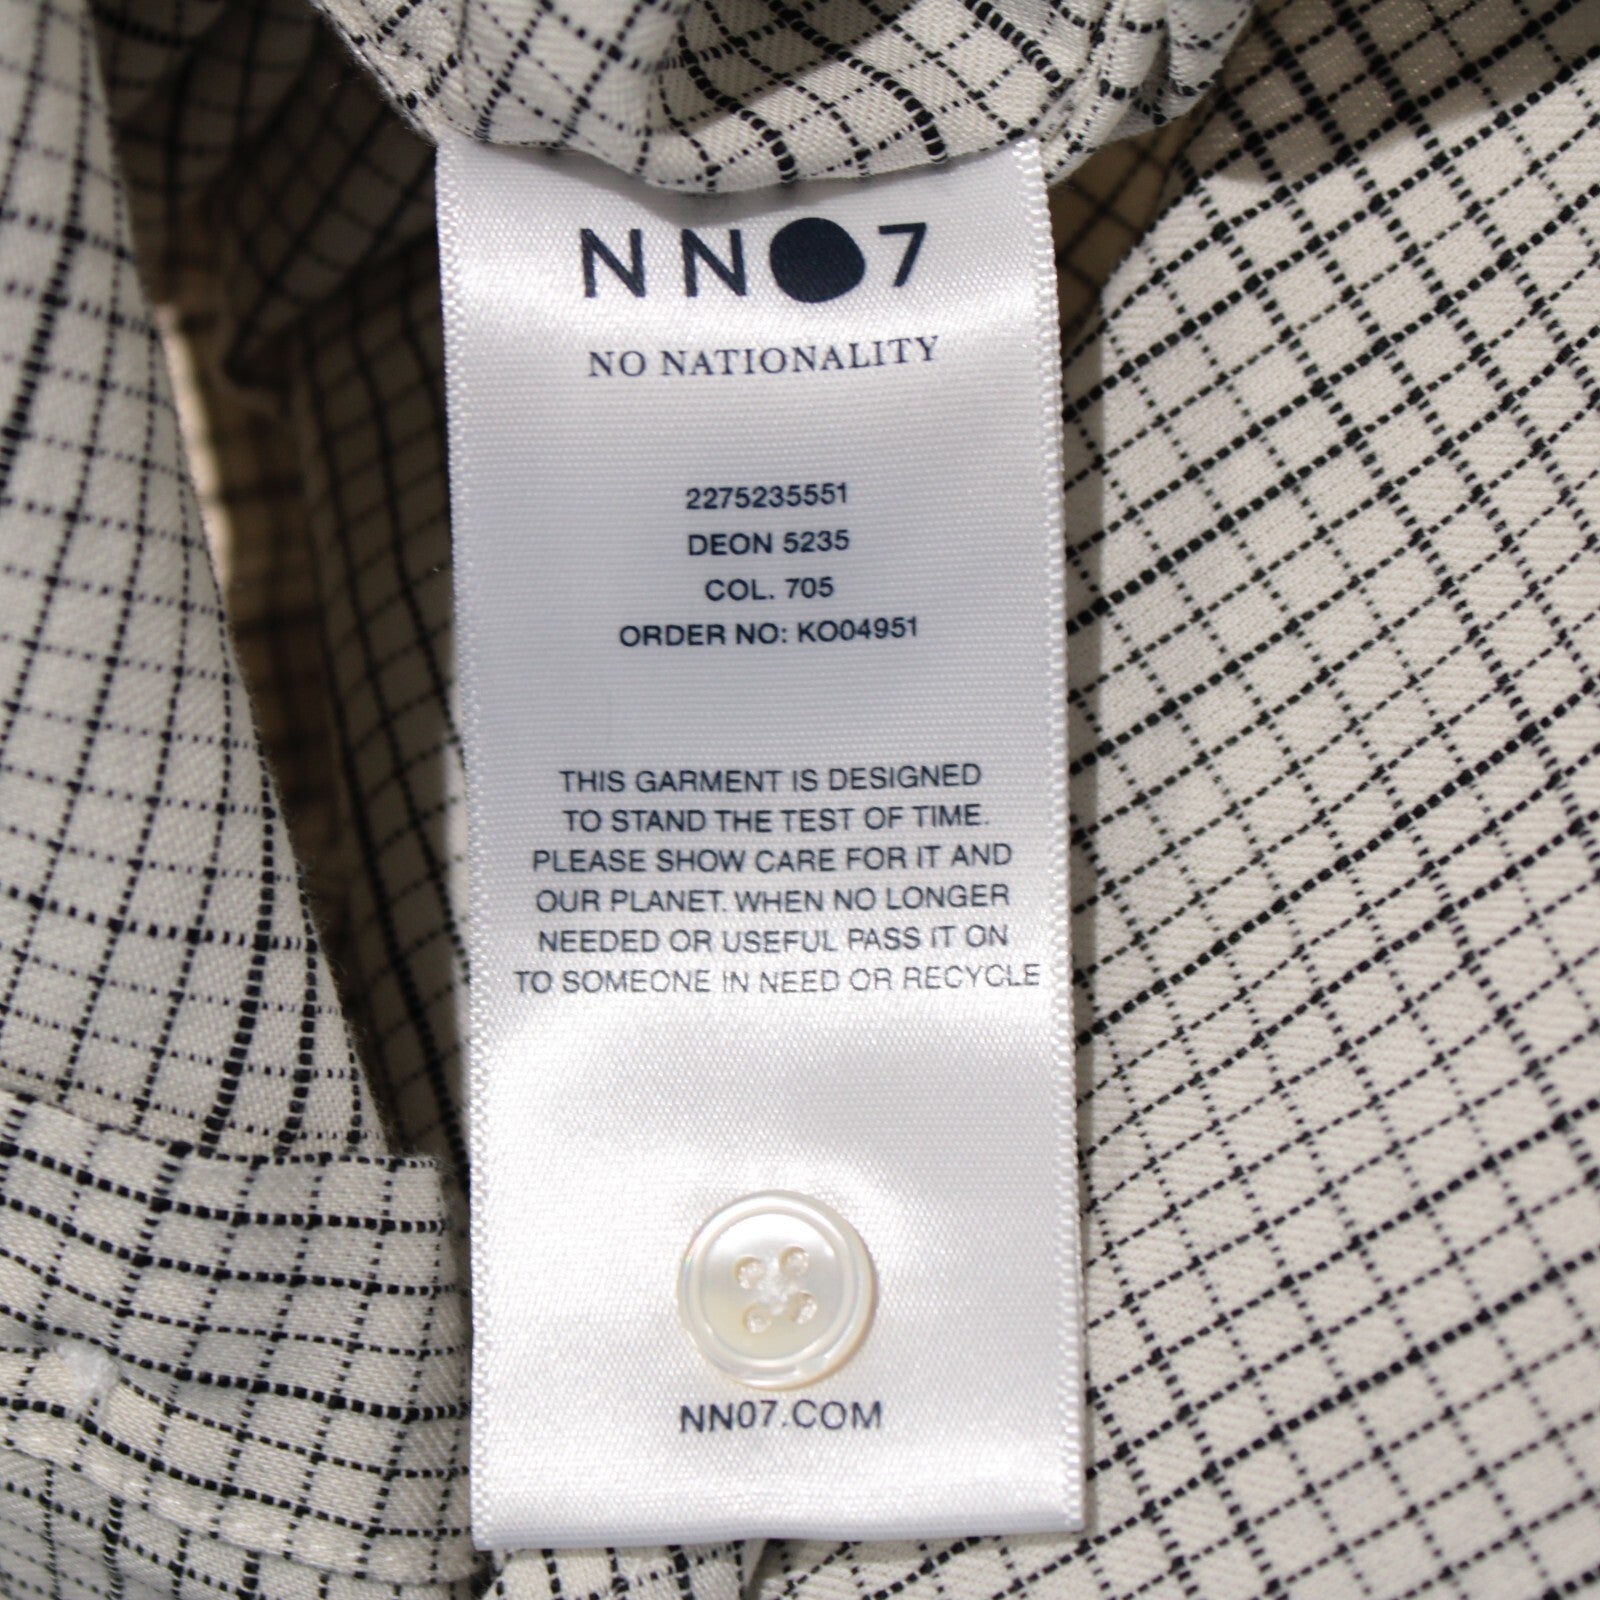 NN07
NO NATIONALITY
2275235551
DEON 5235
COL. 705
ORDER NO: KO04951
THIS GARMENT IS DESIGNED
TO STAND THE TEST OF TIME.
PLEASE SHOW CARE FOR IT AND
OUR PLANET. WHEN NO LONGER
NEEDED OR USEFUL PASS IT ON
TO SOMEONE IN NEED OR RECYCLE
NN07.COM